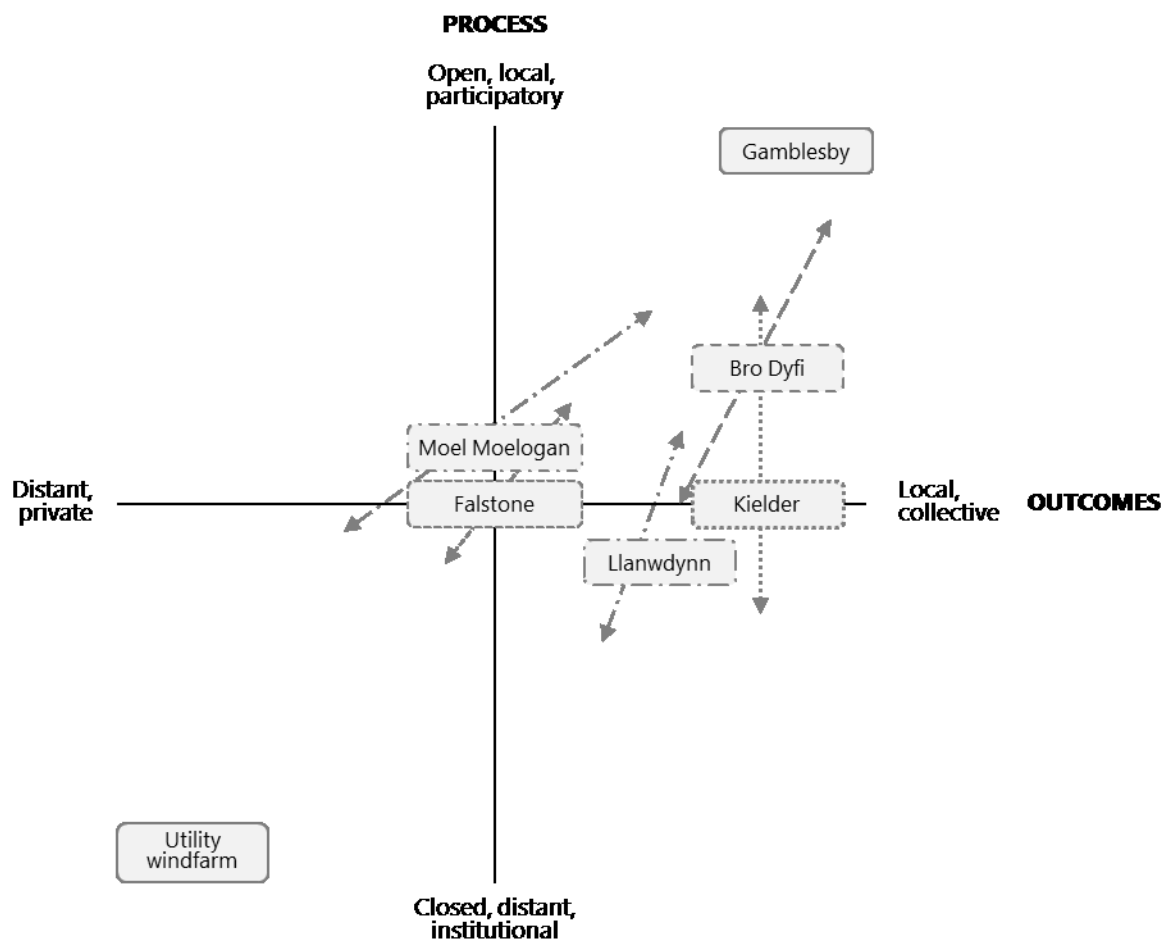 PROCESS
Open, local,
participatory
Gamblesby
Bro Dyfi
Moel Moelogan
Distant,
private
Falstone
Kielder
Local,
collective
OUTCOMES
Llanwdynn
Utility
windfarm
Closed, distant,
institutional